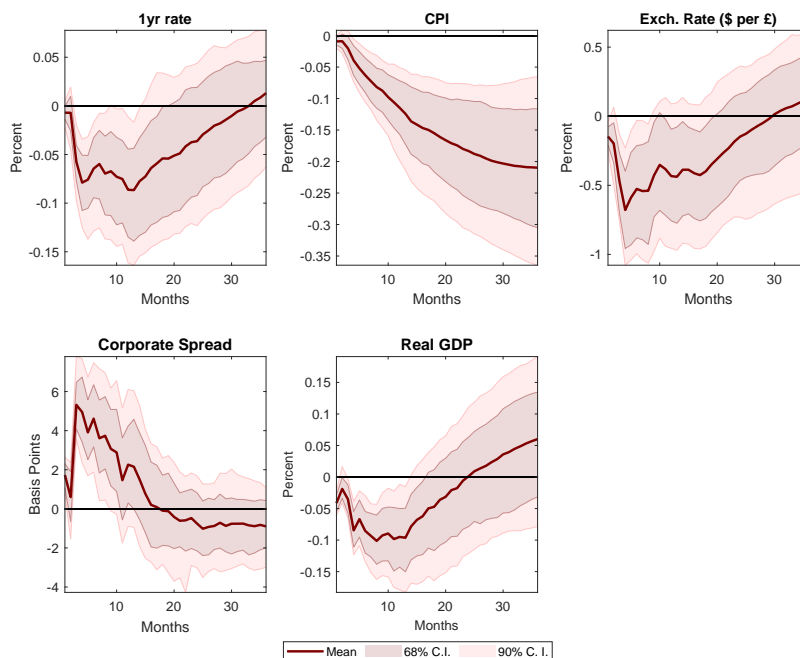 1yr rate
0.05
0
-0.05
-0.1
-0.15
Percent
10 20 30
Months
CPI
0
-0.05
-0.1
-0.15
-0.2
-0.25
-0.3
-0.35
Percent
10 20 30
Months
Exch. Rate ($ per £)
0.5
0
-0.5
-1
Percent
10 20 30
Months
Corporate Spread
6
4
2
0
-2
-4
Basis Points
10 20 30
Months
Real GDP
0.15
0.1
0.05
0
-0.05
-0.1
-0.15
Percent
10 20 30
Months
Mean 68% C.I. 90% C. I.